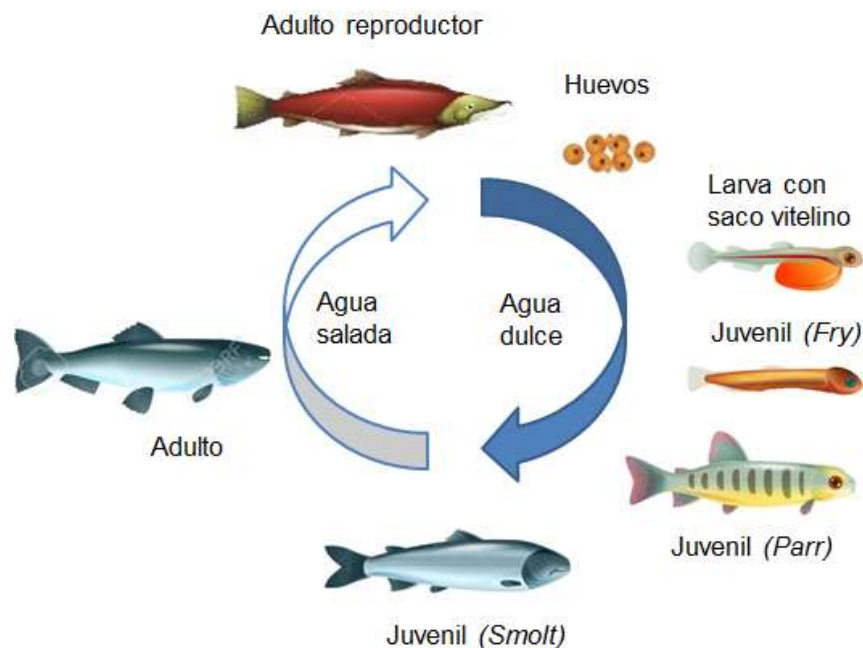 Adulto reproductor
Huevos
Larva con
saco vitelino
Agua
salada
Agua
dulce
Juvenil (Fry)
Adulto
Juvenil (Parr)
Juvenil (Smolt)